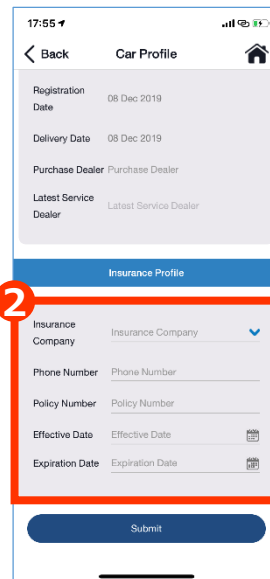 17:55
Back Car Profile
Registration
Date
08 Dec 2019
Delivery Date 08 Dec 2019
Purchase Dealer Purchase Dealer
Latest Service
Dealer
Latest Service Dealer
Insurance Profile
2
Insurance
Company
Insurance Company
Phone Number Phone Number
Policy Number Policy Number
Effective Date Effective Date
Expiration Date Expiration Date
Submit